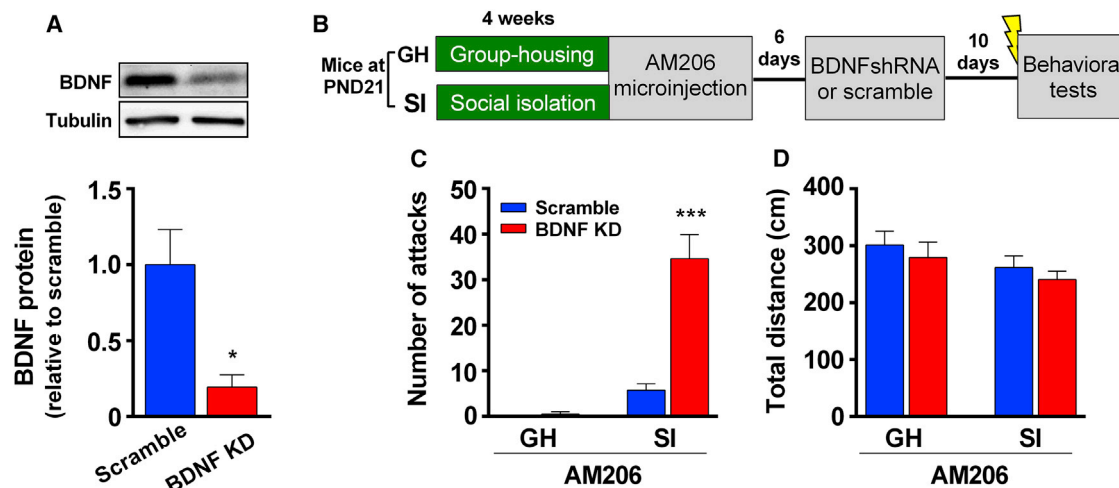 A
BDNF
Tubulin
1.5
1.0
0.5
0
BDNF protein
(relative to scramble)
*
Scramble
BDNF KD
B
4 weeks
Mice at
PND21
GH
Group-housing
SI
Social isolation
AM206
microinjection
6
days
BDNFshRNA
or scramble
10
days
Behavioral
tests
C
50
40
30
20
10
0
Number of attacks
Scramble
BDNF KD
***
GH
SI
AM206
D
400
300
200
100
0
Total distance (cm)
GH
SI
AM206